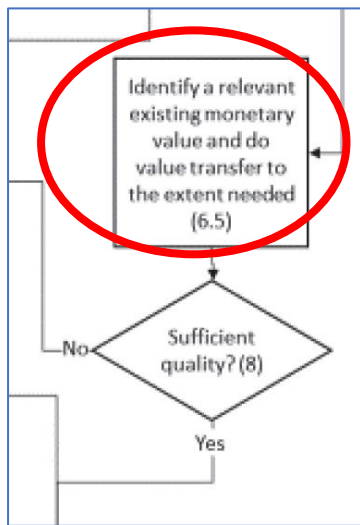 Identify a relevant
existing monetary
value and do
value transfer to
the extent needed
(6.5)
Sufficient
No
quality? (8)
Yes